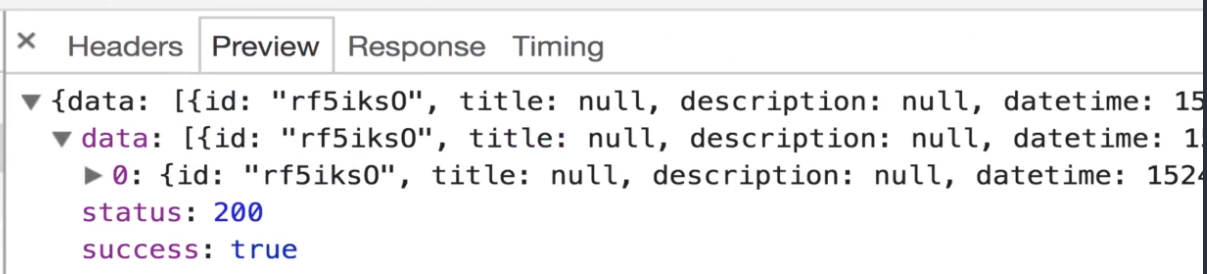 × Headers Preview Response Timing
▼ {data: [{id: "rf5iksO", title: null, description: null, datetime: 15
▼ data: [{id: "rf5iksO", title: null, description: null, datetime: 1
▶ 0: {id: "rf5iksO", title: null, description: null, datetime: 1524
status: 200
success: true